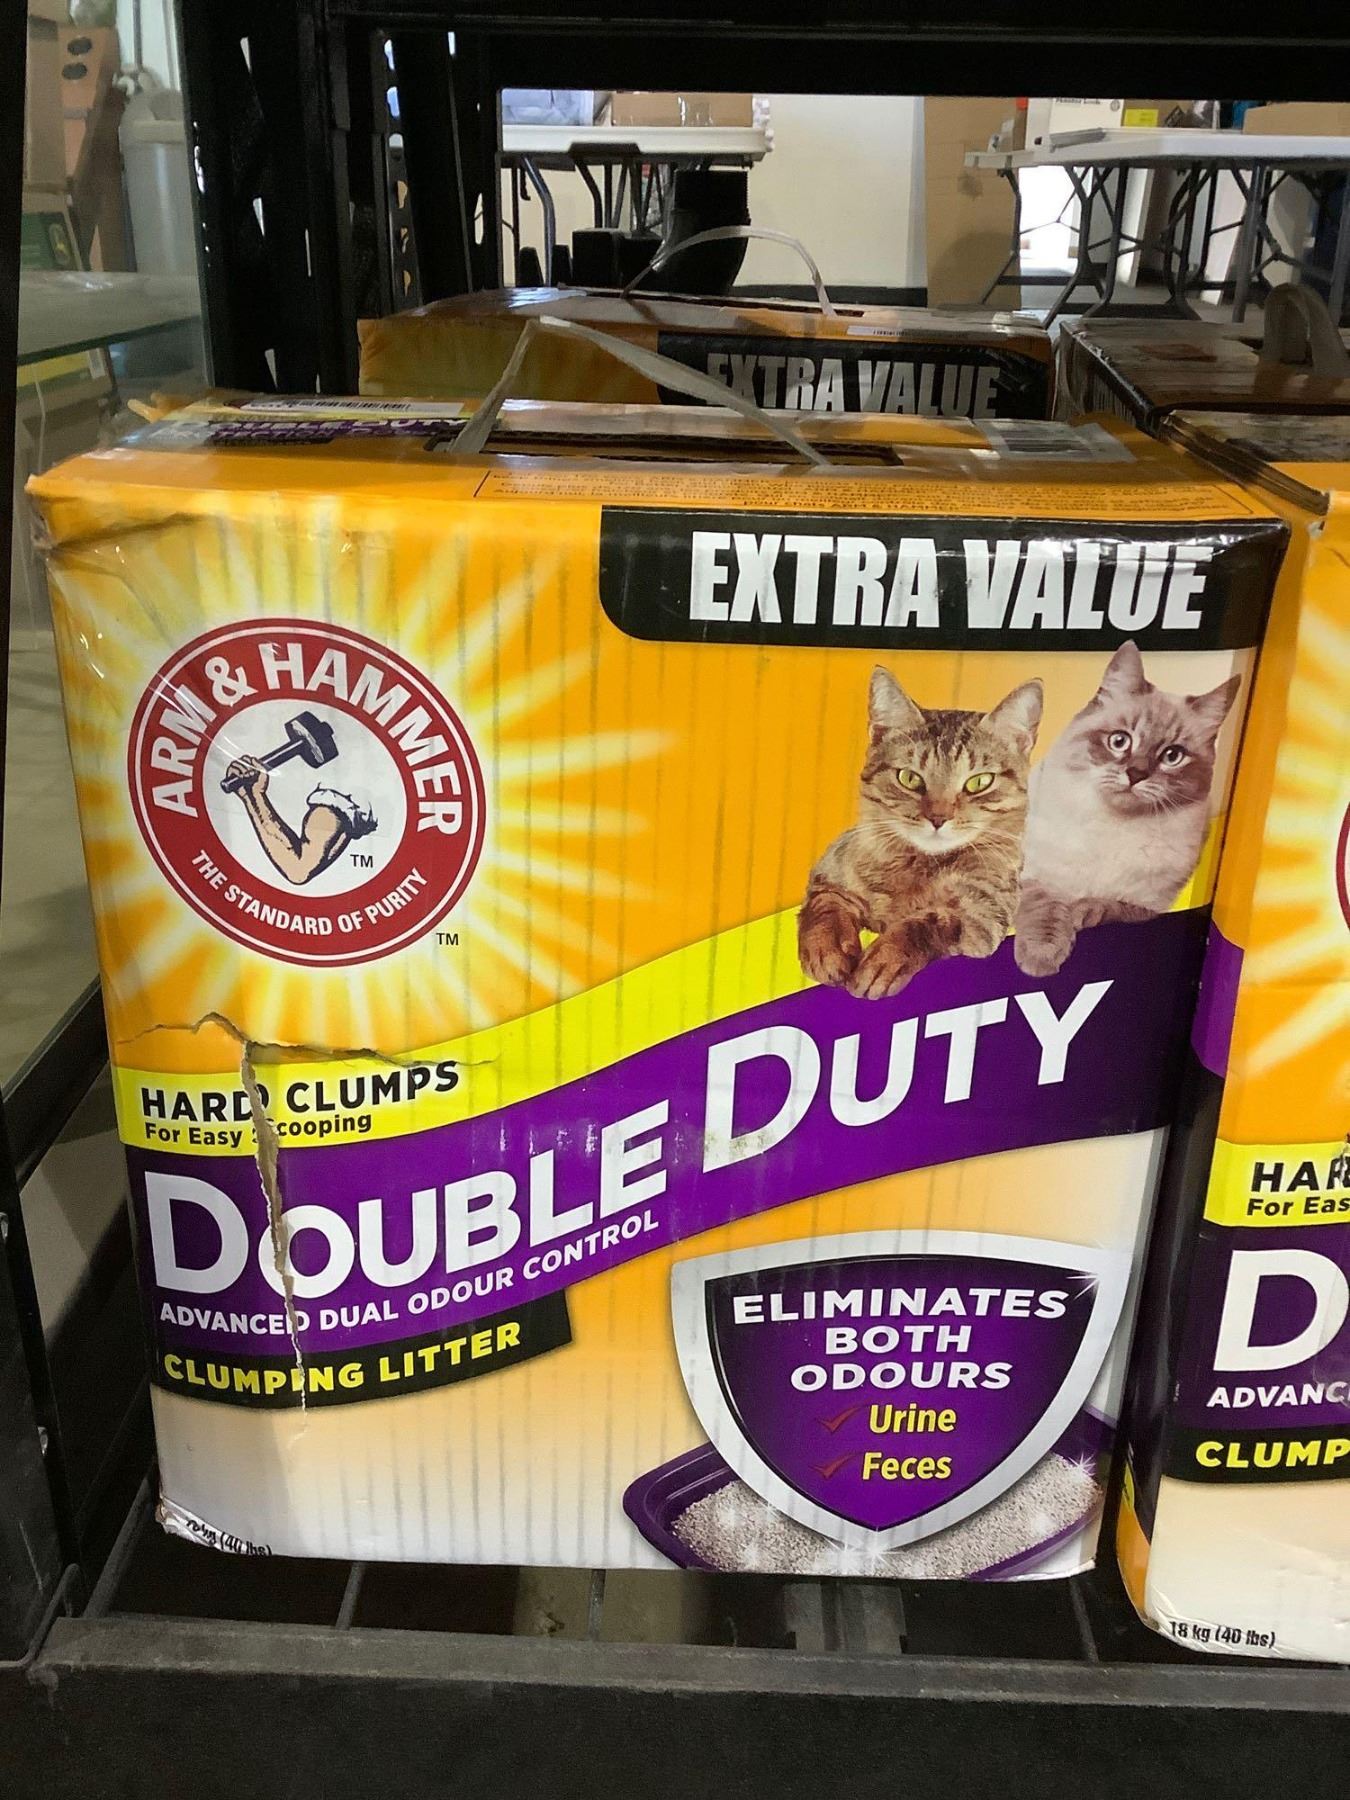 EXTRA VALUE
EXTRA VALUE
ARM & HAMMER
TM
THE STANDARD OF PURITY
TM
HARD CLUMPS
For Easy Scooping
DOUBLE DUTY
ADVANCED DUAL ODOUR CONTROL
CLUMPING LITTER
ELIMINATES
BOTH
ODOURS
Urine
Feces
(40 lbs)
HAR
For Eas
D
ADVANC
CLUMP
18 kg (40 lbs)